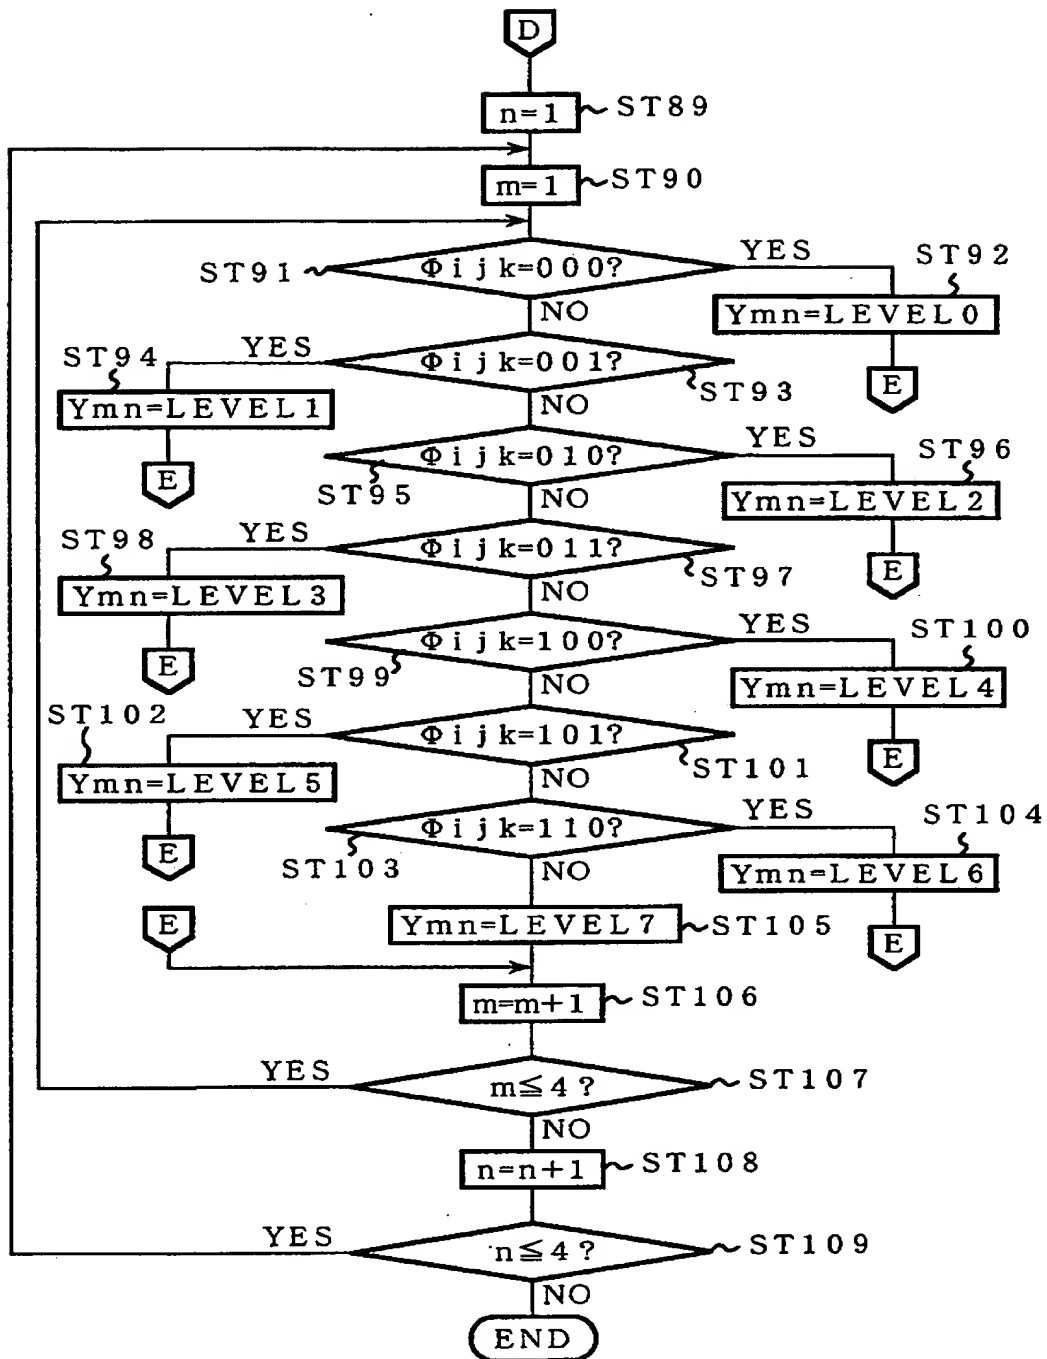 D
n=1 ST89
m=1 ST90
ST91 Φijk=000? YES ST92
NO Ymn=LEVEL0
E
ST94 YES Φijk=001? ST93
Ymn=LEVEL1 NO
E
Φijk=010? YES ST96
ST95 NO Ymn=LEVEL2
E
ST98 YES Φijk=011? ST97
Ymn=LEVEL3 NO
E
Φijk=100? YES ST100
ST99 NO Ymn=LEVEL4
E
ST102 YES Φijk=101? ST101
Ymn=LEVEL5 NO
E
Φijk=110? YES ST104
ST103 NO Ymn=LEVEL6
E
E Ymn=LEVEL7 ST105
m=m+1 ST106
YES m≦4? ST107
NO
n=n+1 ST108
YES n≦4? ST109
NO
END